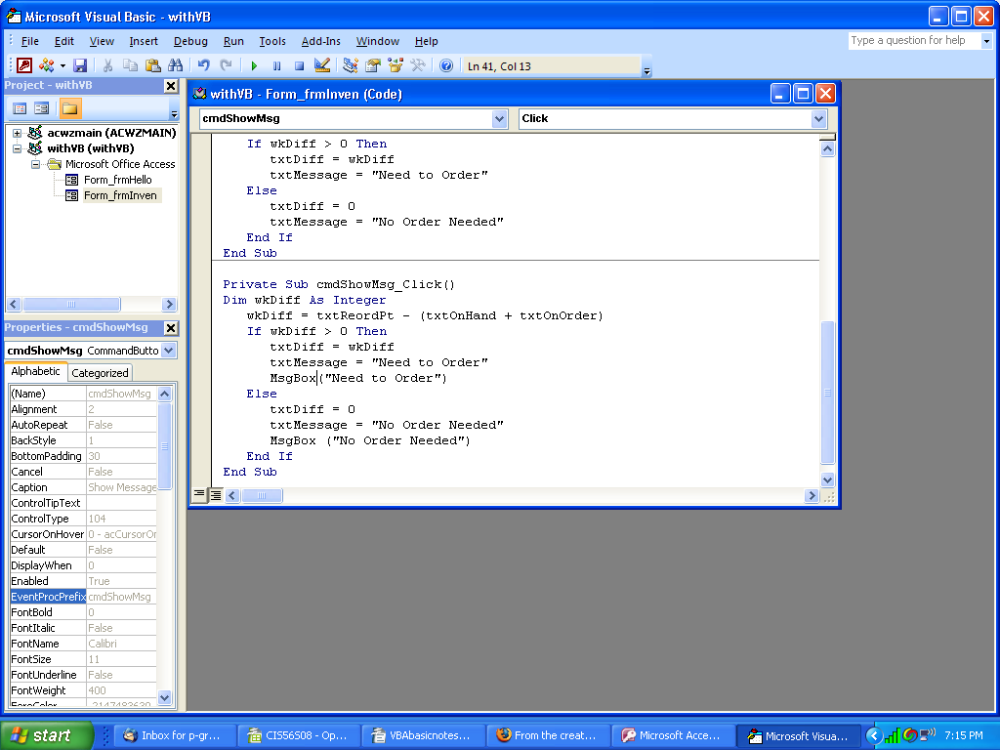 Microsoft Visual Basic - withVB
File Edit View Insert Debug Run Tools Add-Ins Window Help
Type a question for help
Ln 41, Col 13
Project - withVB
acwzmain (ACWZMAIN)
withVB (withVB)
Microsoft Office Access
Form_frmHello
Form_frmInven
Properties - cmdShowMsg
cmdShowMsg CommandButto
Alphabetic Categorized
(Name) cmdShowMsg
Alignment 2
AutoRepeat False
BackStyle 1
BottomPadding 30
Cancel False
Caption Show Message
ControlTipText
ControlType 104
CursorOnHover 0 - acCursorOn
Default False
DisplayWhen 0
Enabled True
EventProcPrefix cmdShowMsg
FontBold 0
FontItalic False
FontName Calibri
FontSize 11
FontUnderline False
FontWeight 400
ForeColor -2147483630
withVB - Form_frmInven (Code)
cmdShowMsg Click
If wkDiff > 0 Then
txtDiff = wkDiff
txtMessage = "Need to Order"
Else
txtDiff = 0
txtMessage = "No Order Needed"
End If
End Sub
Private Sub cmdShowMsg_Click()
Dim wkDiff As Integer
wkDiff = txtReordPt - (txtOnHand + txtOnOrder)
If wkDiff > 0 Then
txtDiff = wkDiff
txtMessage = "Need to Order"
MsgBox("Need to Order")
Else
txtDiff = 0
txtMessage = "No Order Needed"
MsgBox ("No Order Needed")
End If
End Sub
start Inbox for p-gr... CIS56S08 - Op... VBAbasicnotes... From the creat... Microsoft Acce... Microsoft Visua... 7:15 PM